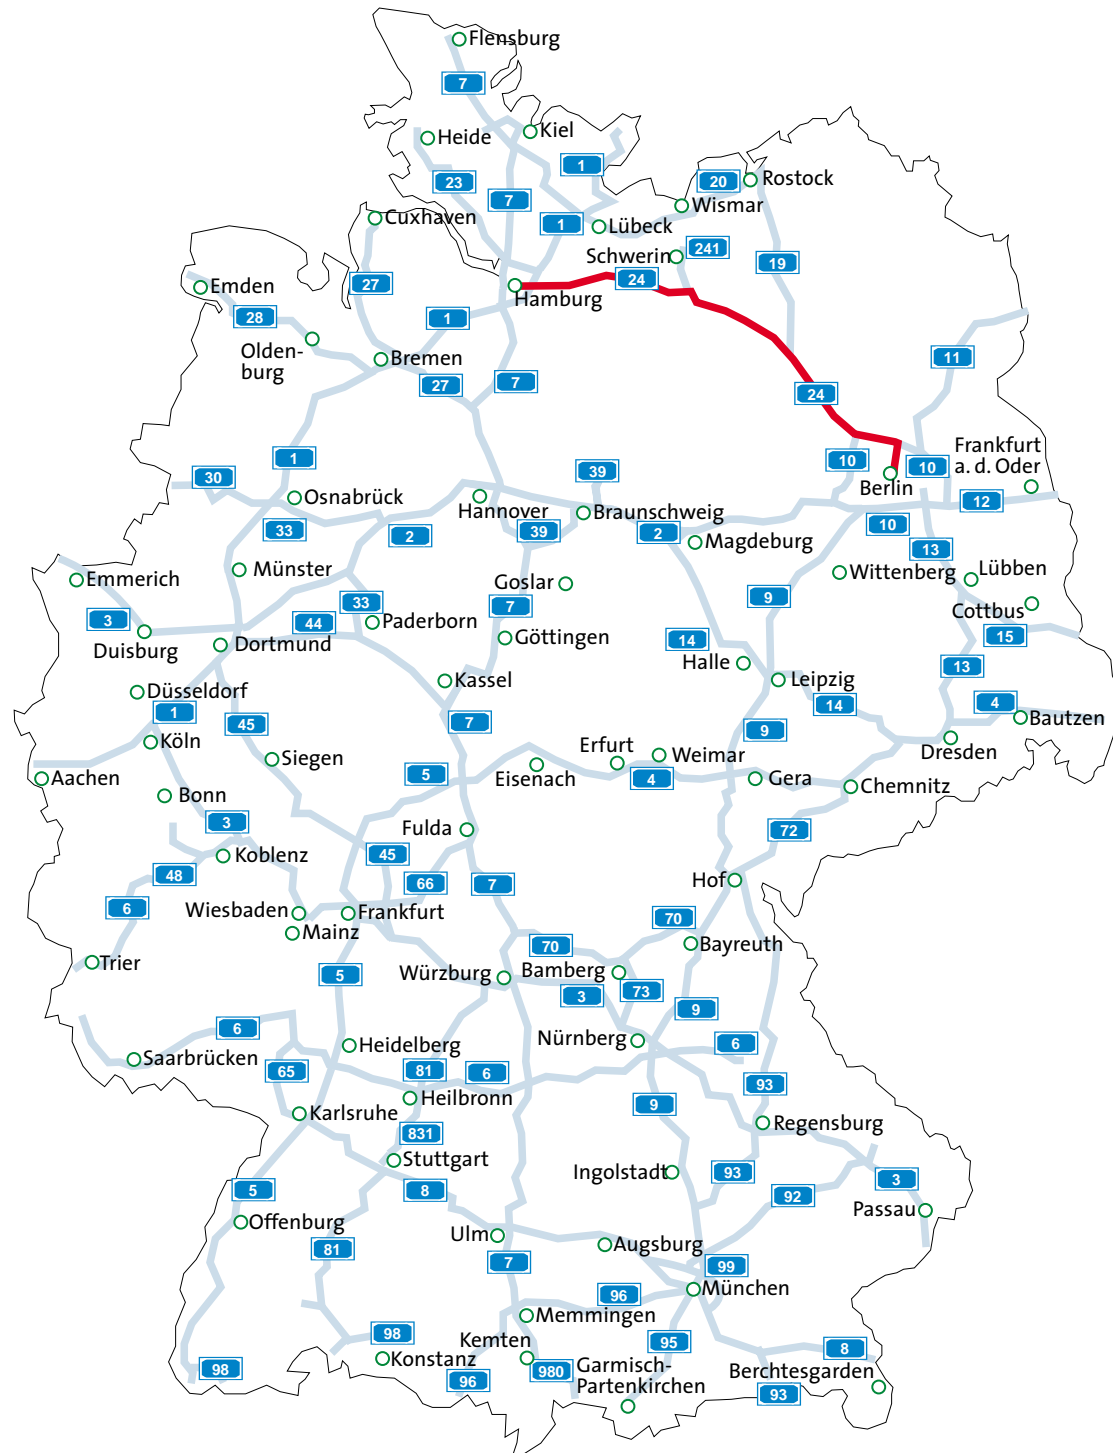 Flensburg
7
Heide
Kiel
1
23
7
20
Rostock
Wismar
Cuxhaven
1
Lübeck
Schwerin
241
19
Emden
27
24
Hamburg
28
1
Olden-
burg
Bremen
27
7
11
24
Frankfurt
a. d. Oder
1
10
10
Berlin
30
39
Osnabrück
Hannover
Braunschweig
12
33
2
39
2
10
Magdeburg
13
Münster
Emmerich
Goslar
Wittenberg
Lübben
9
33
7
Cottbus
3
44
Paderborn
15
Duisburg
Dortmund
Göttingen
14
Halle
13
Kassel
Leipzig
Düsseldorf
14
4
1
45
7
9
Bautzen
Köln
Siegen
Erfurt
Weimar
Dresden
Aachen
5
Eisenach
4
Gera
Chemnitz
Bonn
3
Fulda
72
45
Koblenz
48
66
7
Hof
6
Wiesbaden
Frankfurt
70
Mainz
70
Bayreuth
Trier
5
Würzburg
Bamberg
73
3
9
6
Nürnberg
6
Saarbrücken
Heidelberg
65
81
6
93
Heilbronn
9
Karlsruhe
Regensburg
831
Stuttgart
Ingolstadt
93
3
5
8
92
Passau
Offenburg
Ulm
Augsburg
81
7
99
96
München
Memmingen
98
Kemten
95
8
Konstanz
98
96
980
Garmisch-
Partenkirchen
Berchtesgarden
93